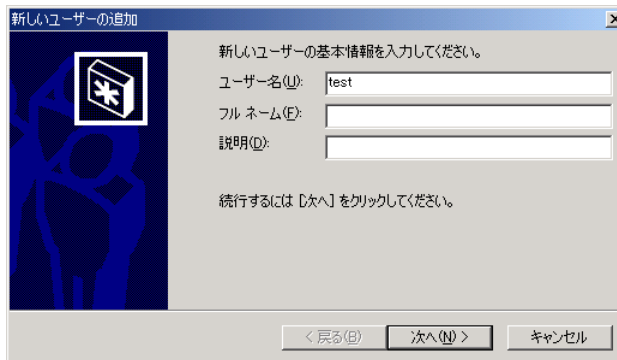 新しいユーザーの追加
新しいユーザーの基本情報を入力してください。
ユーザー名(U): test
フル ネーム(F):
説明(D):
続行するには [次へ] をクリックしてください。
< 戻る(B) 次へ(N) > キャンセル